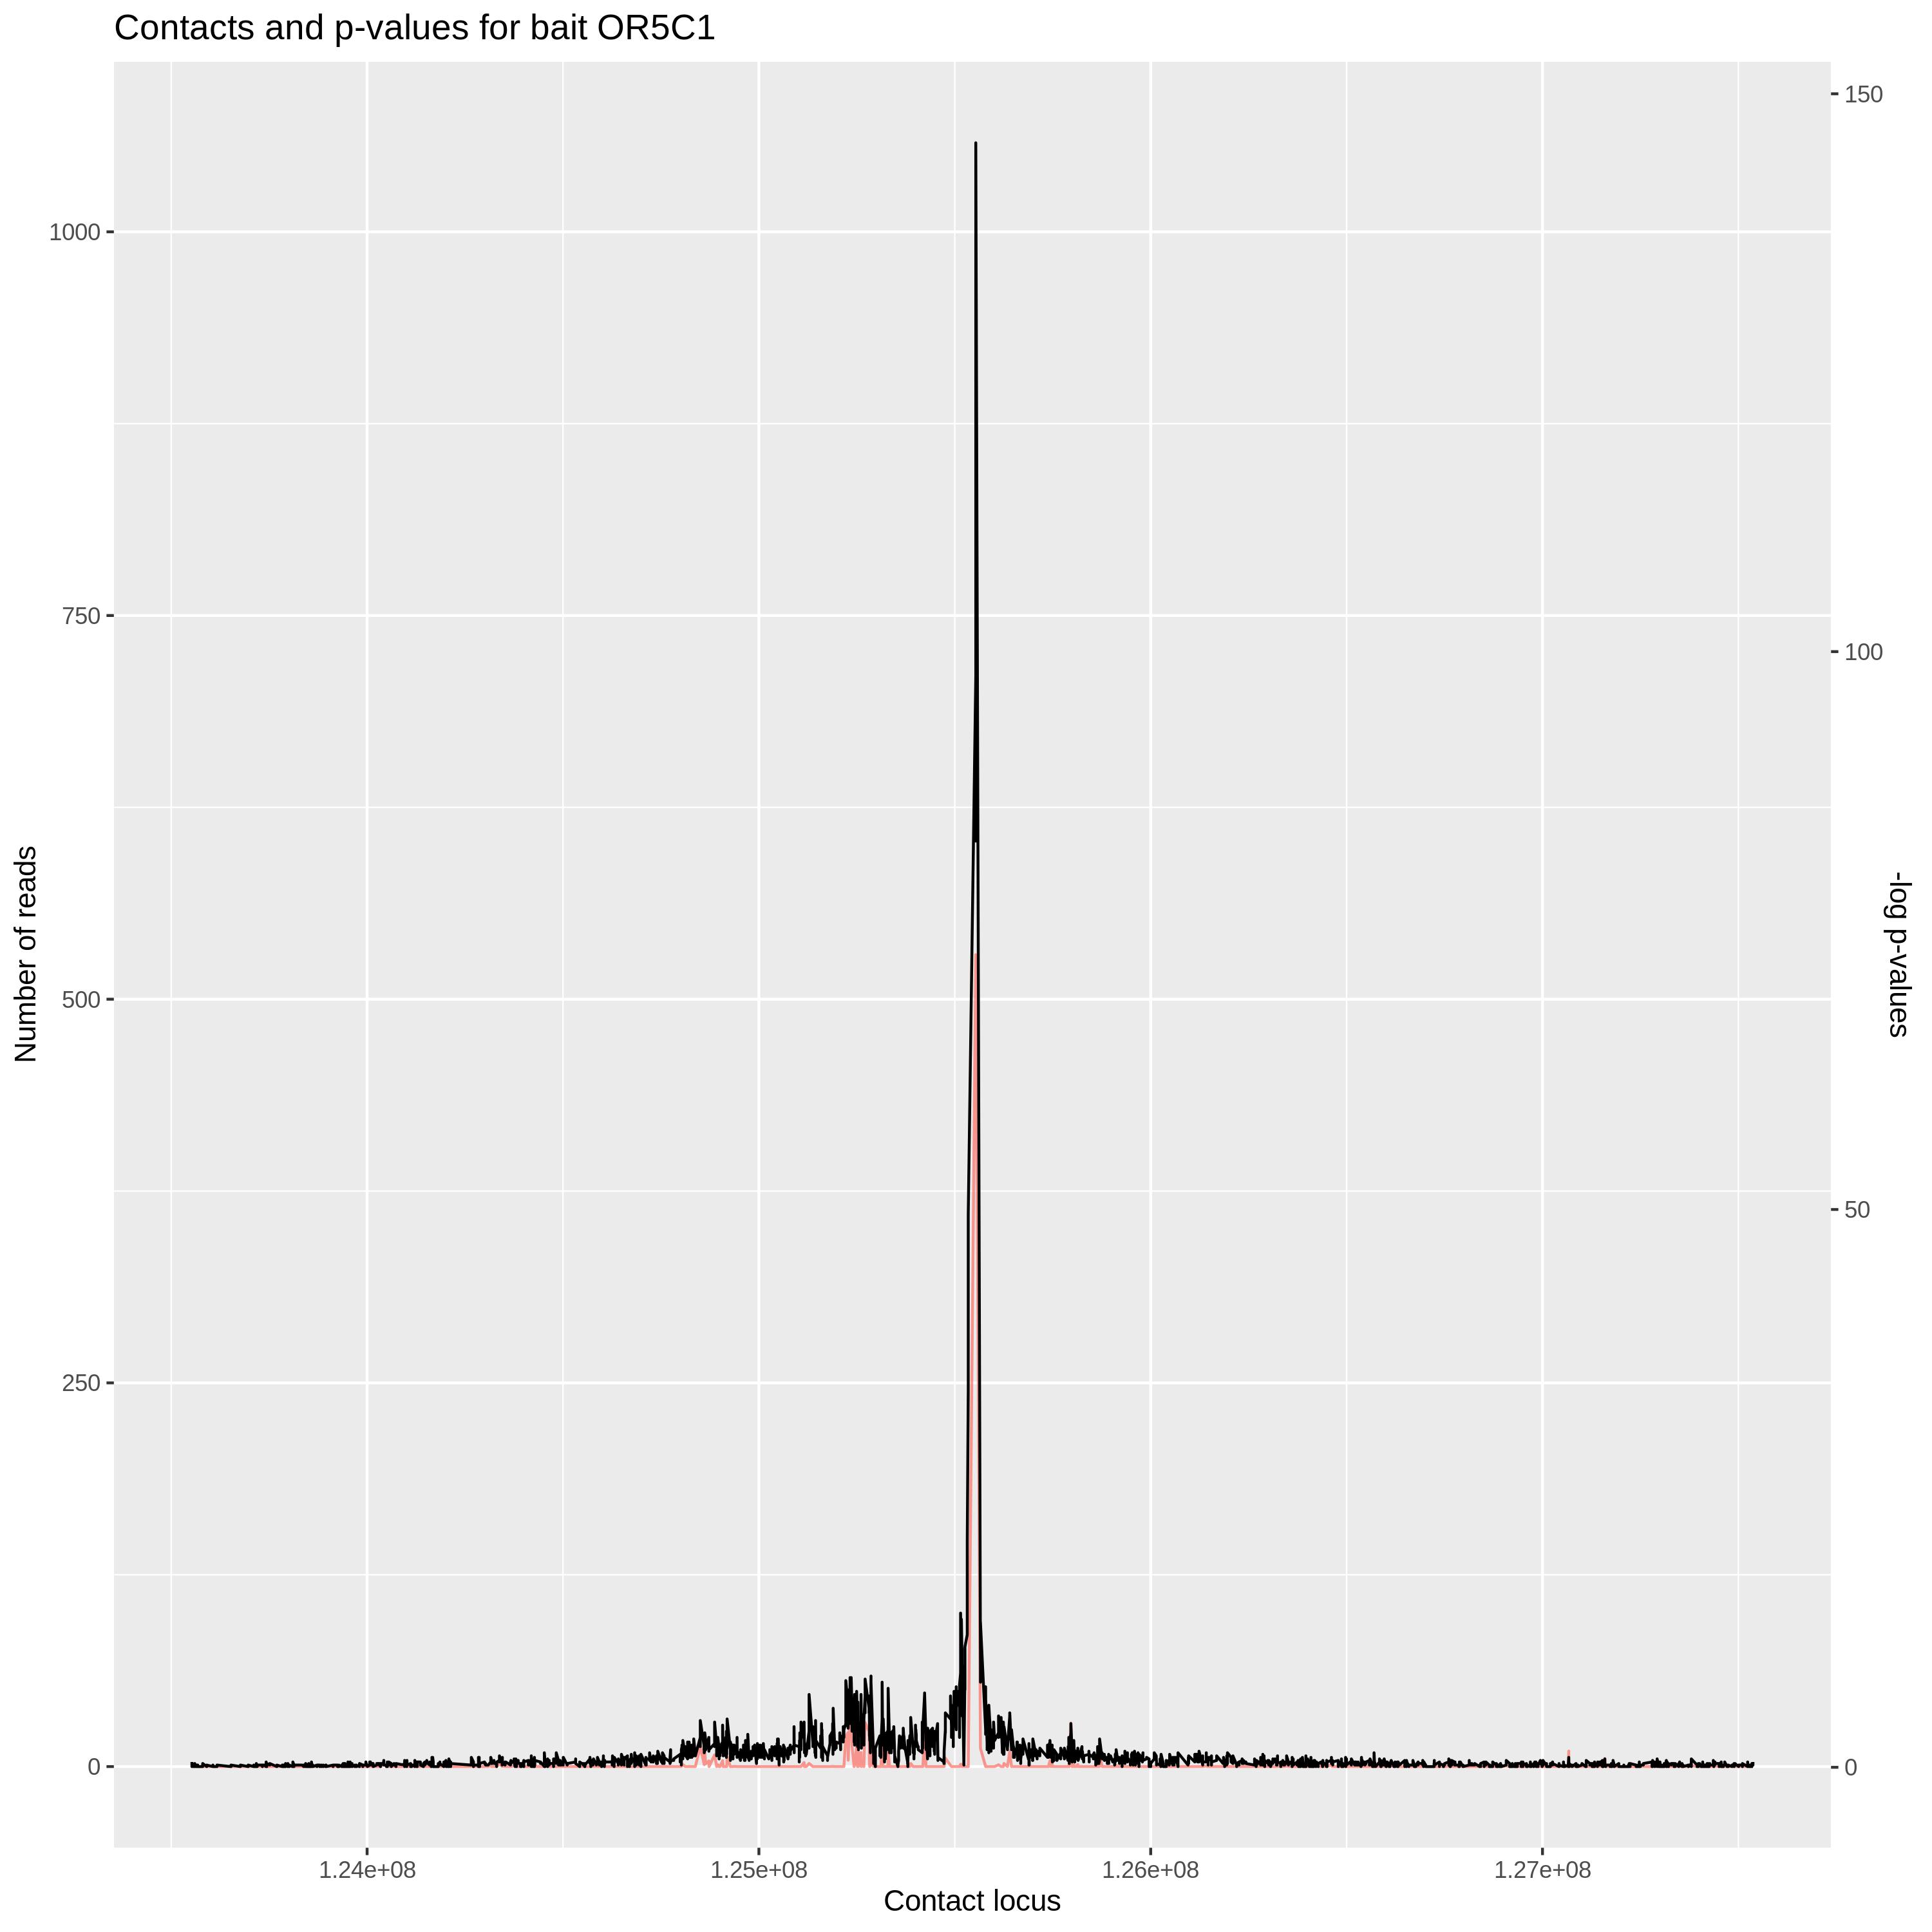 Contacts and p-values for bait OR5C1
150
1000
750
100
Number of reads
-log p-values
500
50
250
0
0
1.24e+08
1.25e+08
1.26e+08
1.27e+08
Contact locus